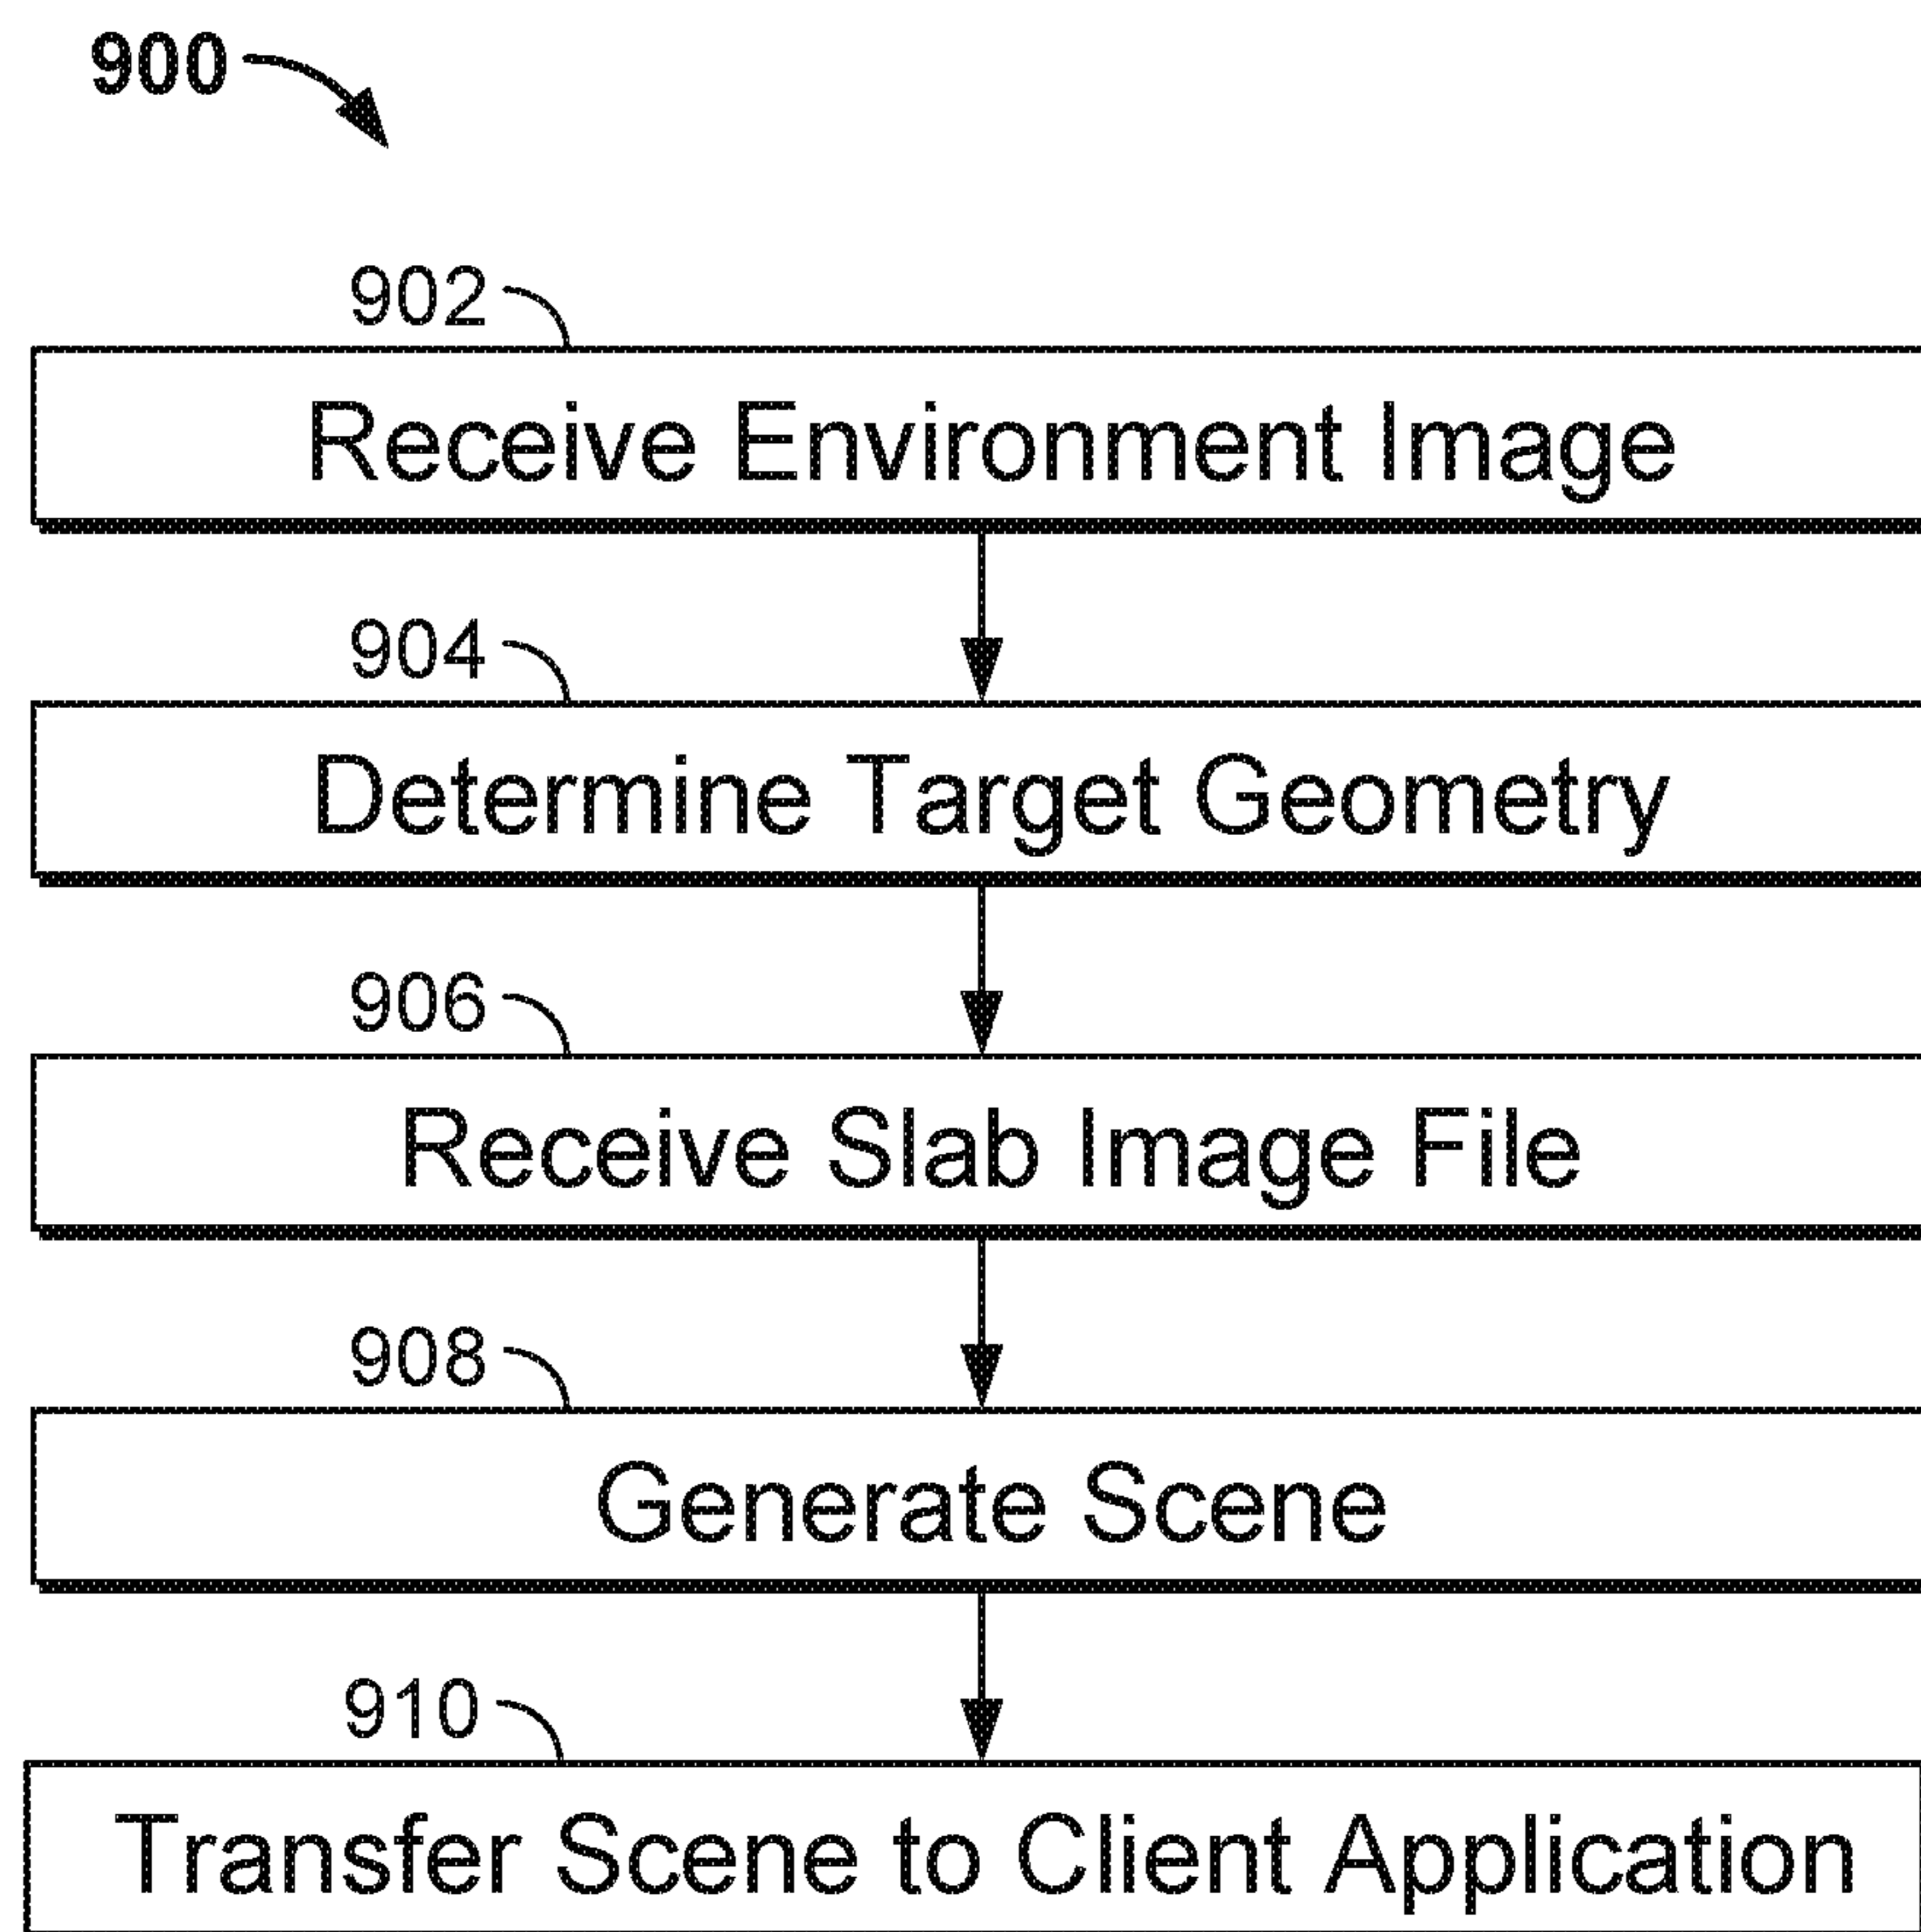 900
902
Receive Environment Image
904
Determine Target Geometry
906
Receive Slab Image File
908
Generate Scene
910
Transfer Scene to Client Application